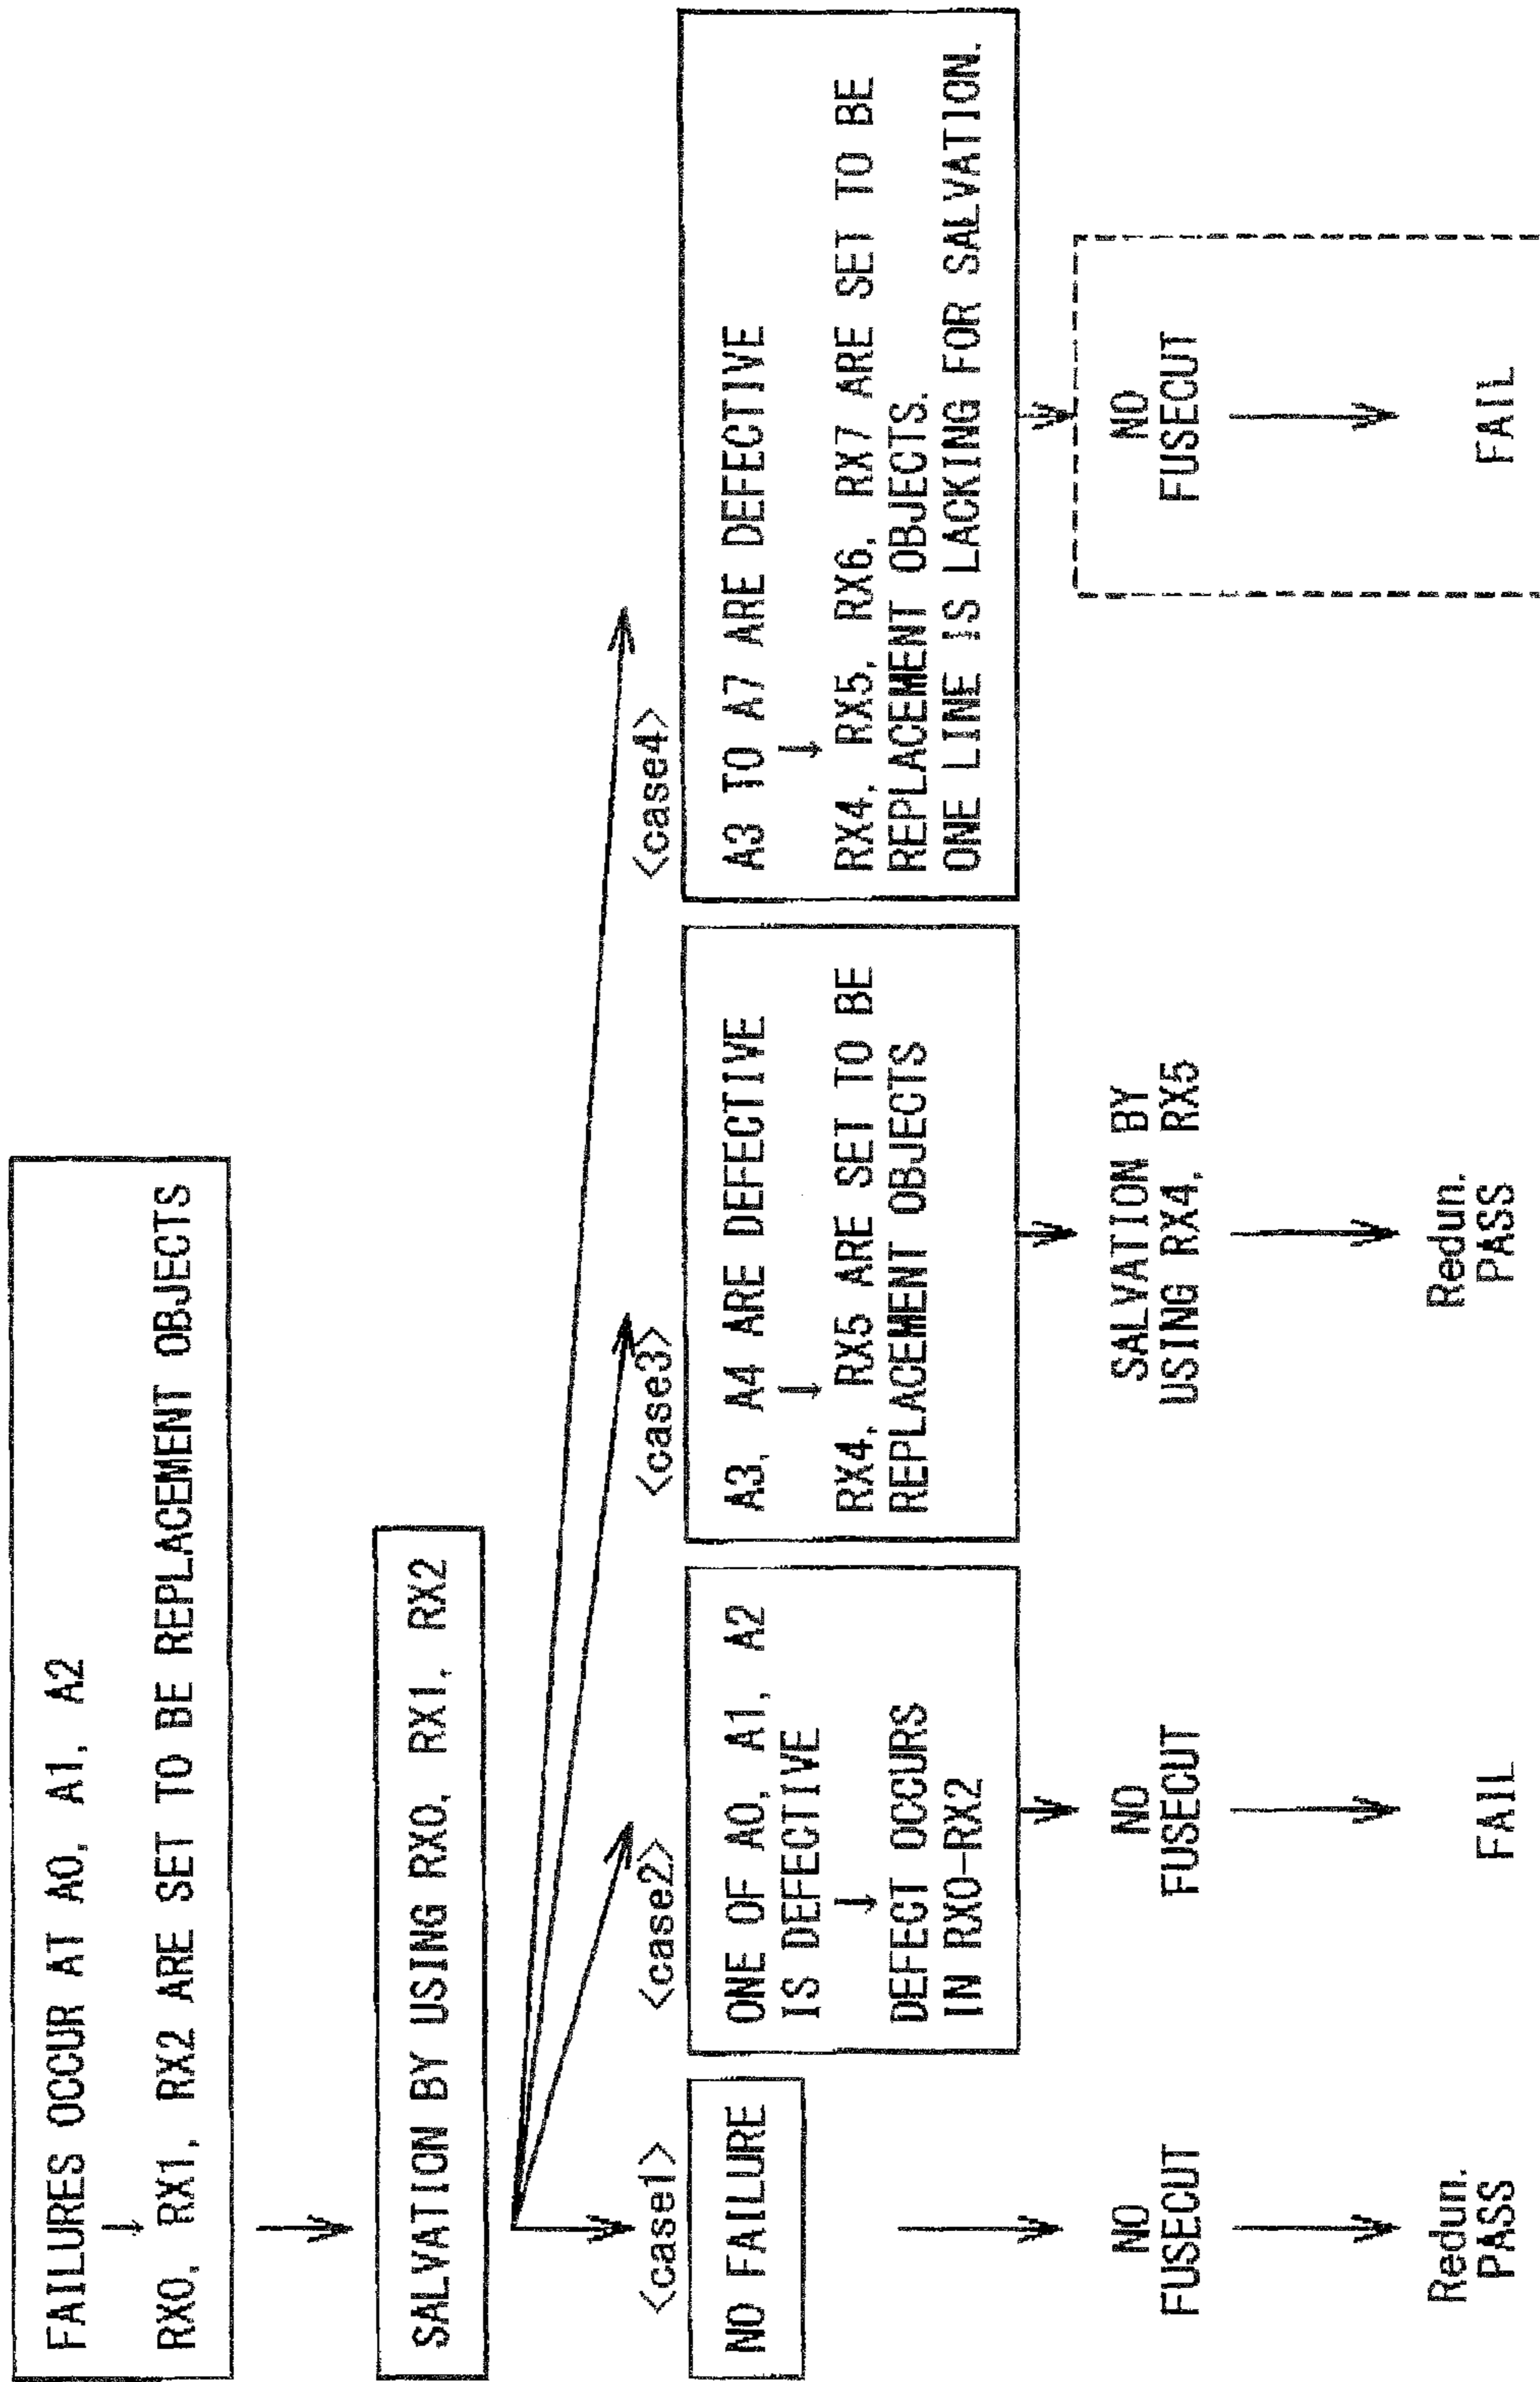 FAILURES OCCUR AT A0, A1, A2
↓
RX0, RX1, RX2 ARE SET TO BE REPLACEMENT OBJECTS
SALVATION BY USING RX0, RX1, RX2
<case1>
NO FAILURE
NO
FUSECUT
Redun.
PASS
<case2>
ONE OF A0, A1, A2
IS DEFECTIVE
↓
DEFECT OCCURS
IN RX0-RX2
NO
FUSECUT
FAIL
<case3>
A3, A4 ARE DEFECTIVE
↓
RX4, RX5 ARE SET TO BE
REPLACEMENT OBJECTS
SALVATION BY
USING RX4, RX5
Redun.
PASS
<case4>
A3 TO A7 ARE DEFECTIVE
↓
RX4, RX5, RX6, RX7 ARE SET TO BE
REPLACEMENT OBJECTS.
ONE LINE IS LACKING FOR SALVATION.
NO
FUSECUT
FAIL